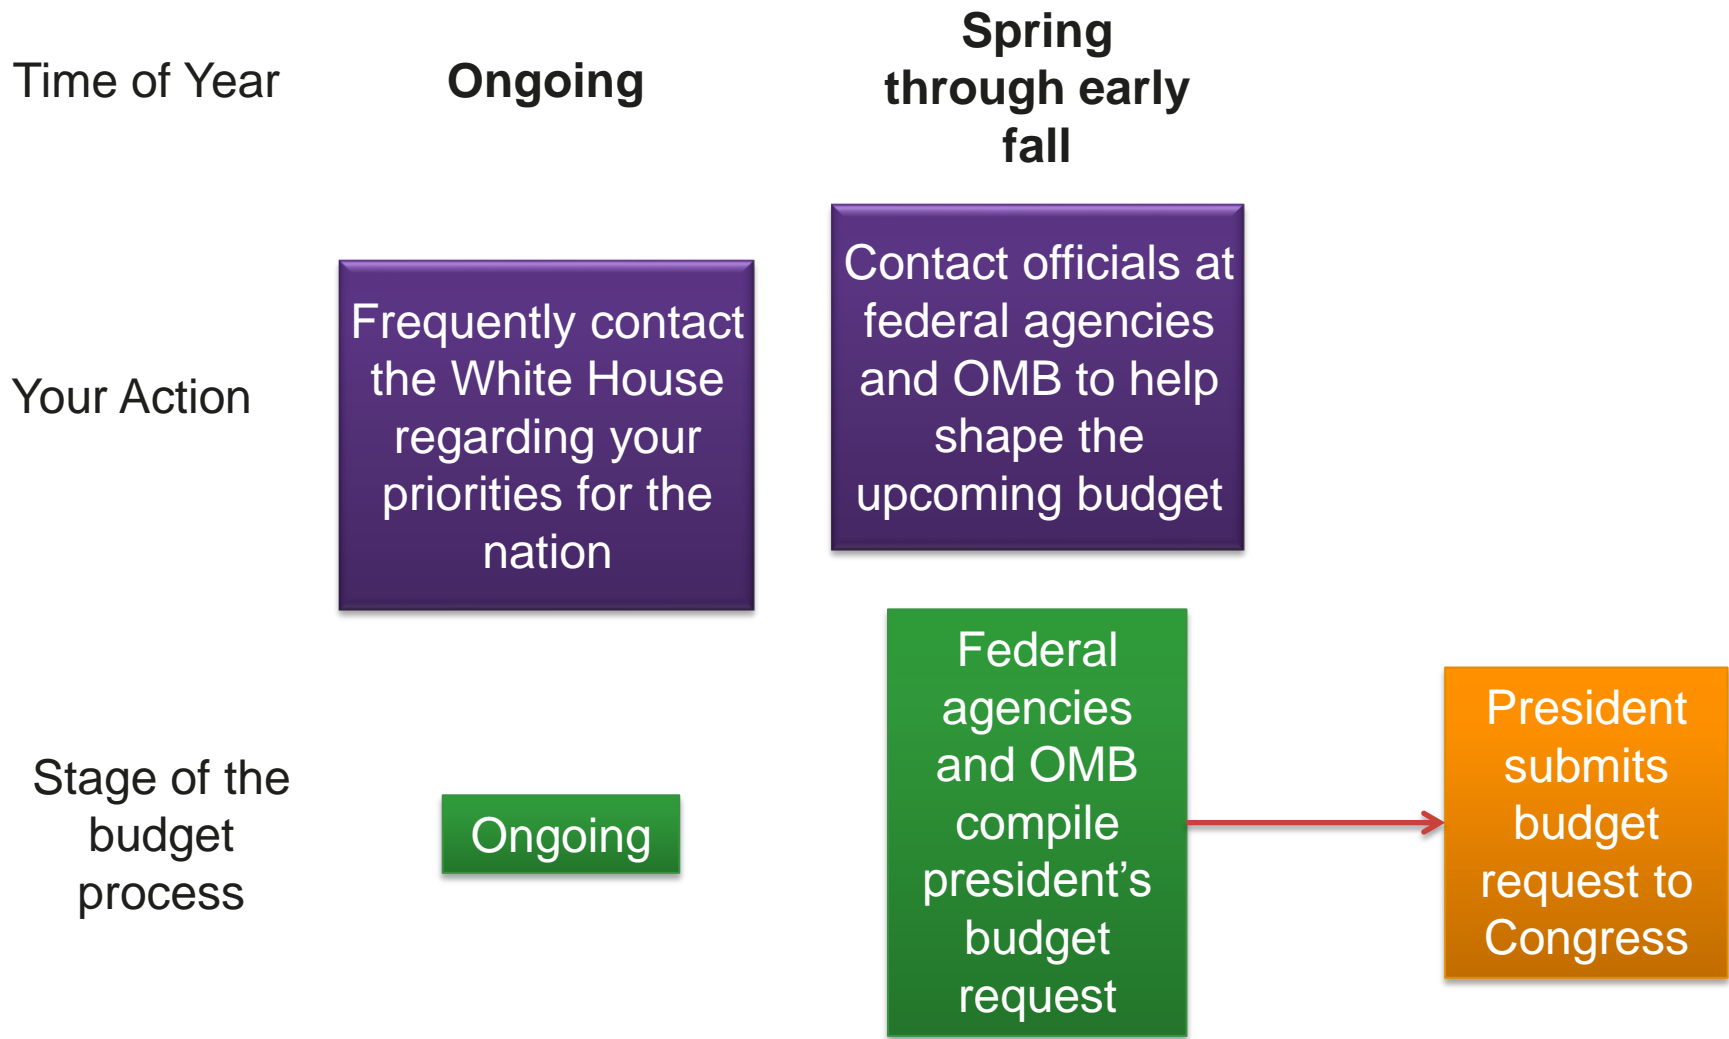 Time of Year
Ongoing
Spring
through early
fall
Your Action
Frequently contact
the White House
regarding your
priorities for the
nation
Contact officials at
federal agencies
and OMB to help
shape the
upcoming budget
Stage of the
budget
process
Ongoing
Federal
agencies
and OMB
compile
president’s
budget
request
President
submits
budget
request to
Congress